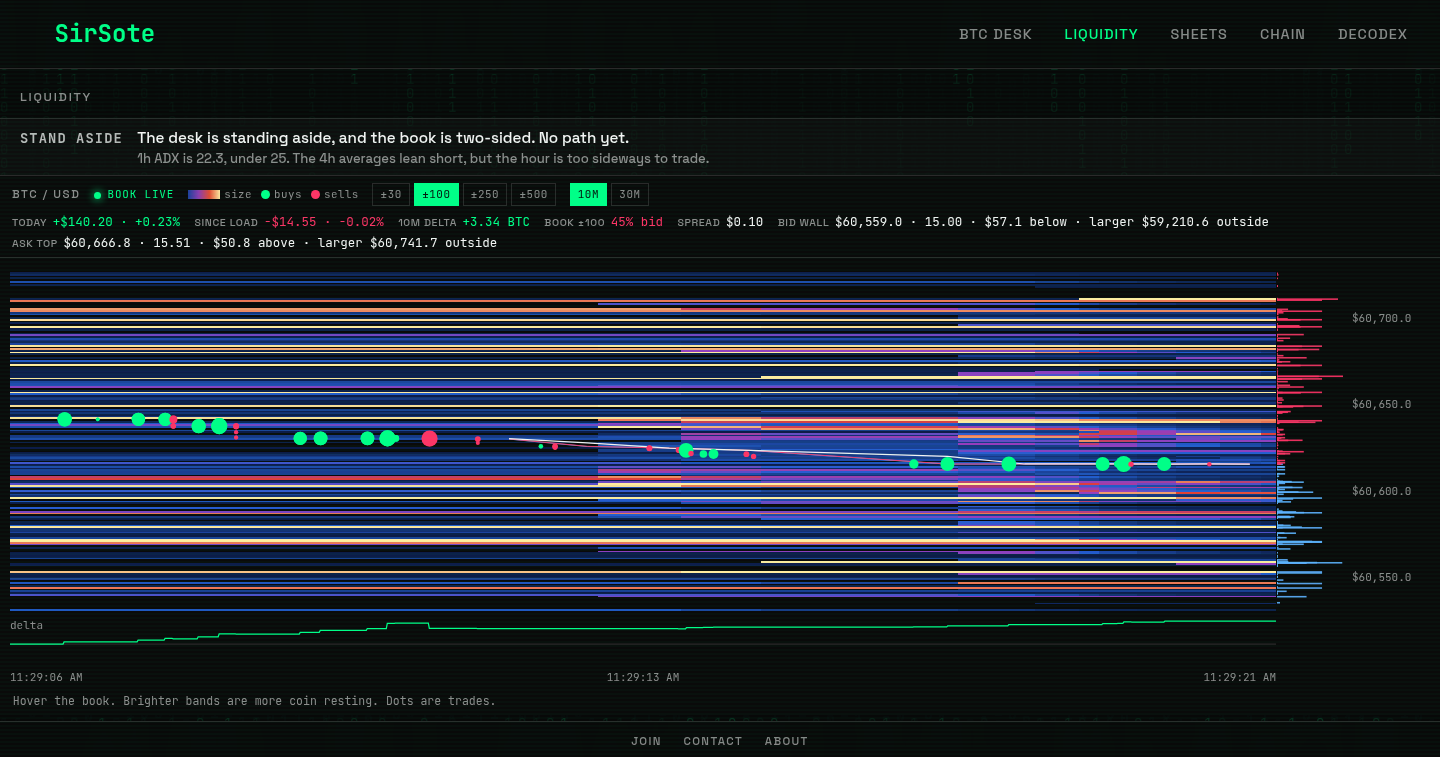 SirSote
BTC DESK LIQUIDITY SHEETS CHAIN DECODEX
LIQUIDITY
STAND ASIDE The desk is standing aside, and the book is two-sided. No path yet.
1h ADX is 22.3, under 25. The 4h averages lean short, but the hour is too sideways to trade.
BTC / USD BOOK LIVE size buys sells ±30 ±100 ±250 ±500 10M 30M
TODAY +$140.20 · +0.23% SINCE LOAD -$14.55 · -0.02% 10M DELTA +3.34 BTC BOOK ±100 45% bid SPREAD $0.10 BID WALL $60,559.0 · 15.00 · $57.1 below · larger $59,210.6 outside
ASK TOP $60,666.8 · 15.51 · $50.8 above · larger $60,741.7 outside
$60,700.0
$60,650.0
$60,600.0
$60,550.0
delta
11:29:06 AM 11:29:13 AM 11:29:21 AM
Hover the book. Brighter bands are more coin resting. Dots are trades.
JOIN CONTACT ABOUT